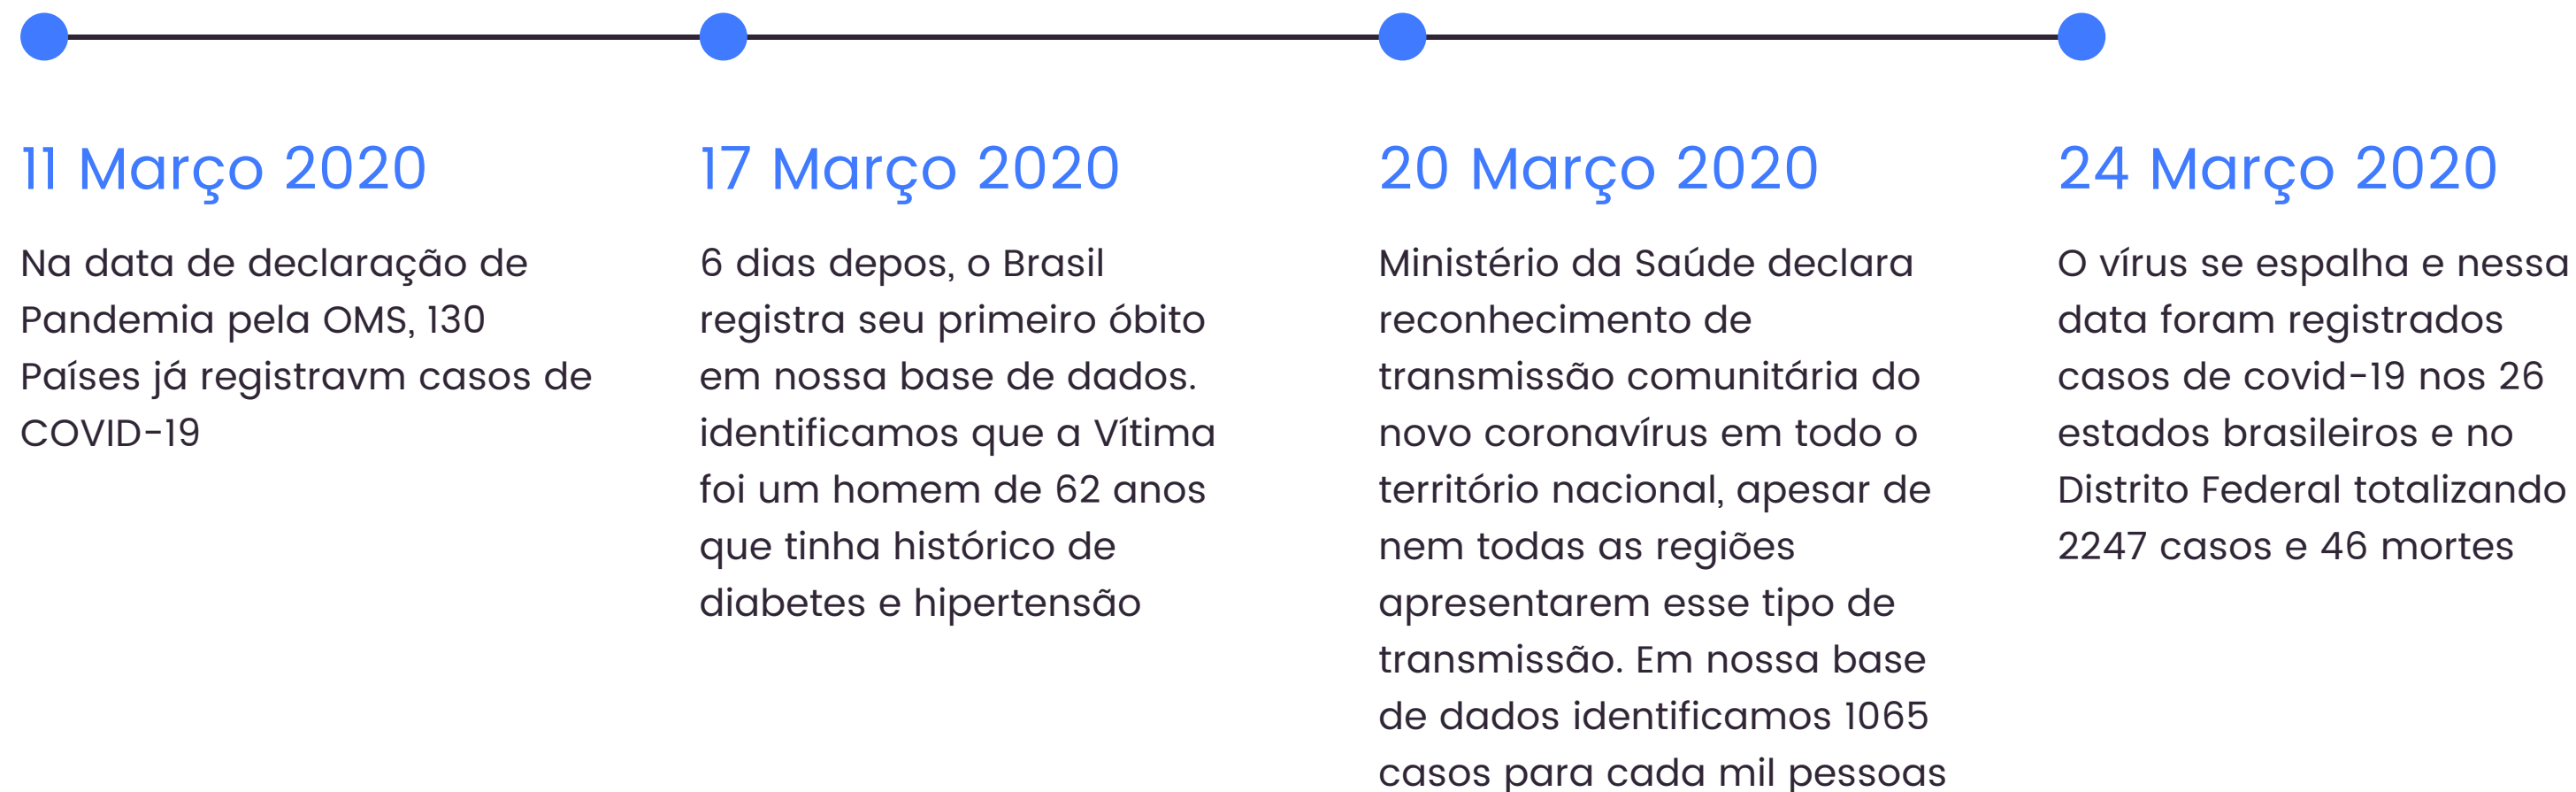 11 Março 2020
Na data de declaração de
Pandemia pela OMS, 130
Países já registravm casos de
COVID-19
17 Março 2020
6 dias depos, o Brasil
registra seu primeiro óbito
em nossa base de dados.
identificamos que a Vítima
foi um homem de 62 anos
que tinha histórico de
diabetes e hipertensão
20 Março 2020
Ministério da Saúde declara
reconhecimento de
transmissão comunitária do
novo coronavírus em todo o
território nacional, apesar de
nem todas as regiões
apresentarem esse tipo de
transmissão. Em nossa base
de dados identificamos 1065
casos para cada mil pessoas
24 Março 2020
O vírus se espalha e nessa
data foram registrados
casos de covid-19 nos 26
estados brasileiros e no
Distrito Federal totalizando
2247 casos e 46 mortes